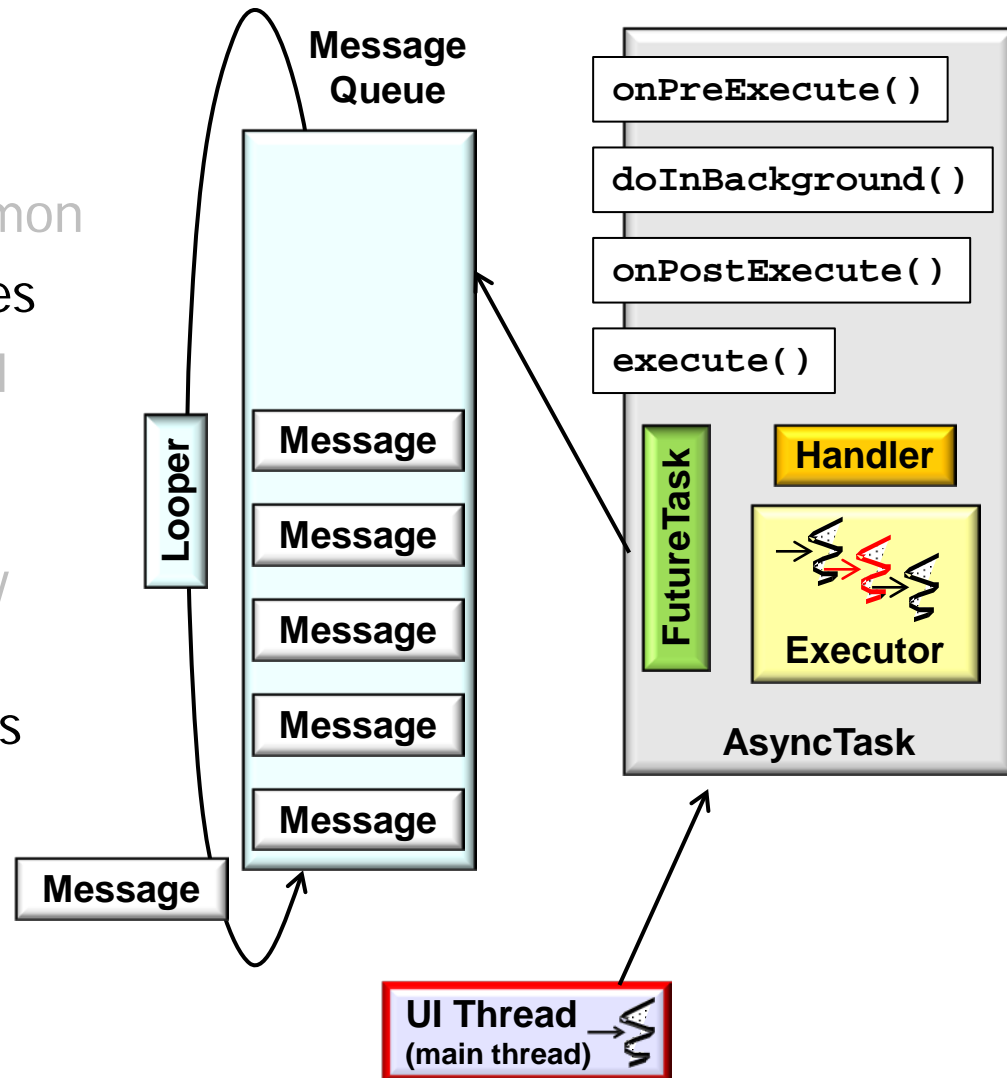 Message
Queue
mon
es
l
y
s
Looper
Message
Message
Message
Message
Message
Message
onPreExecute()
doInBackground()
onPostExecute()
execute()
FutureTask
Handler
Executor
AsyncTask
UI Thread
(main thread)